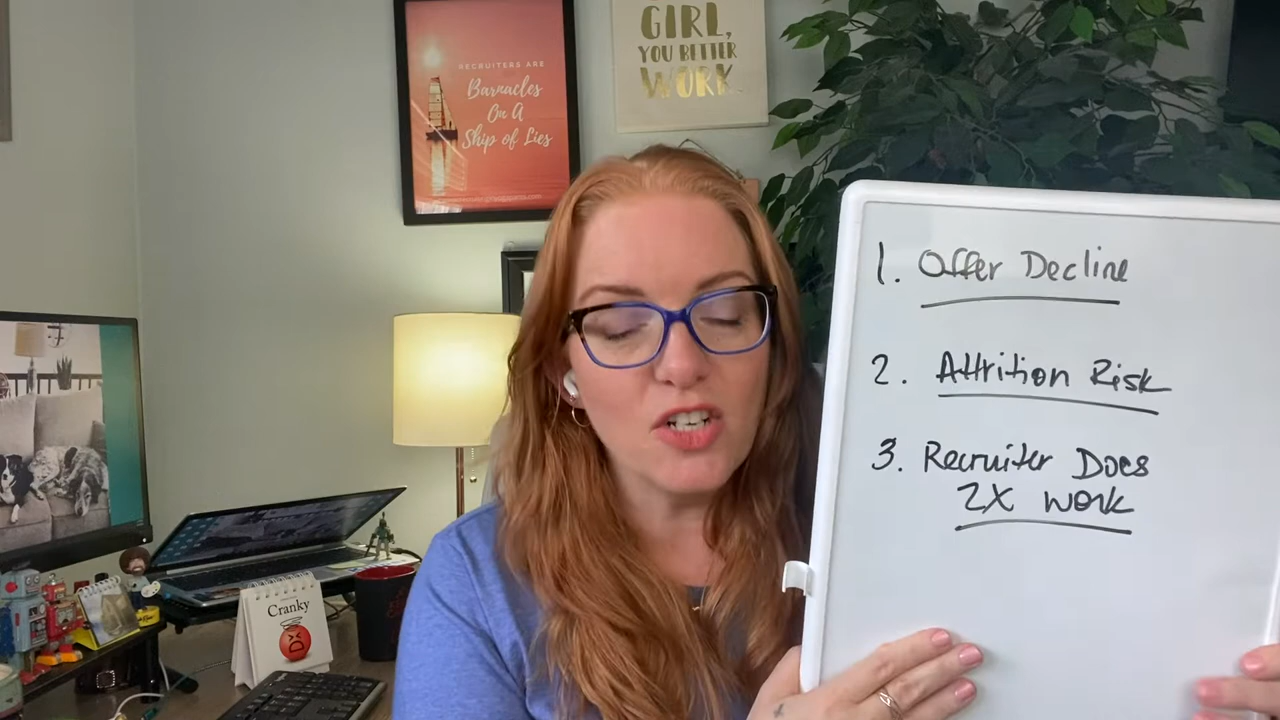 RECRUITERS ARE
Barnacles
On A
Ship of Lies
GIRL,
YOU BETTER
WORK
1. Offer Decline
2. Attrition Risk
3. Recruiter Does
2X Work
Cranky